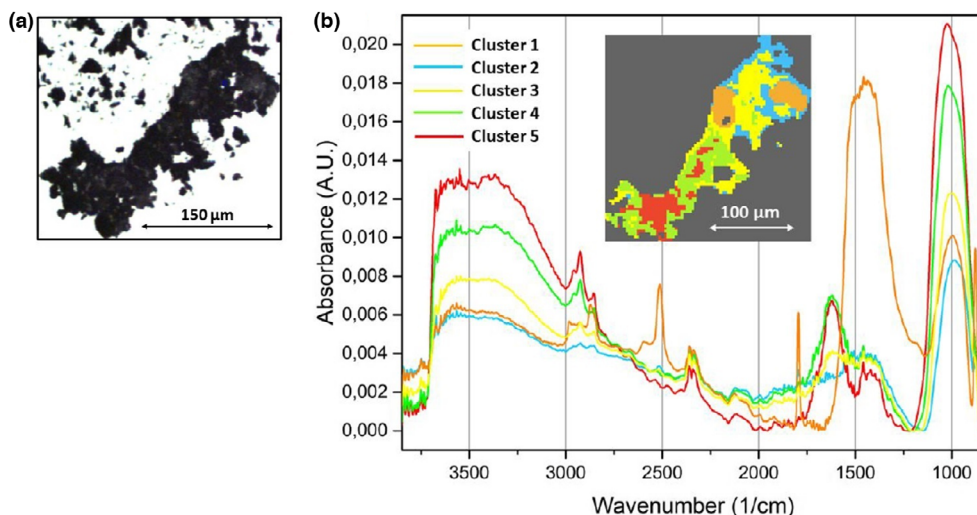 (a)
150 µm
(b)
0,020
0,018
0,016
0,014
0,012
0,010
0,008
0,006
0,004
0,002
0,000
Absorbance (A.U.)
Cluster 1
Cluster 2
Cluster 3
Cluster 4
Cluster 5
100 µm
3500 3000 2500 2000 1500 1000
Wavenumber (1/cm)